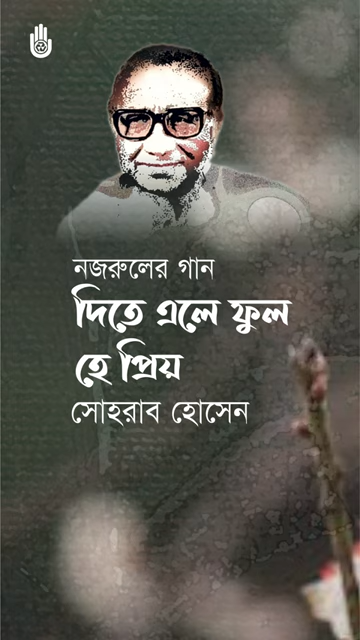 নজরুলের গান
দিতে এলে ফুল
হে প্রিয়
সোহরাব হোসেন